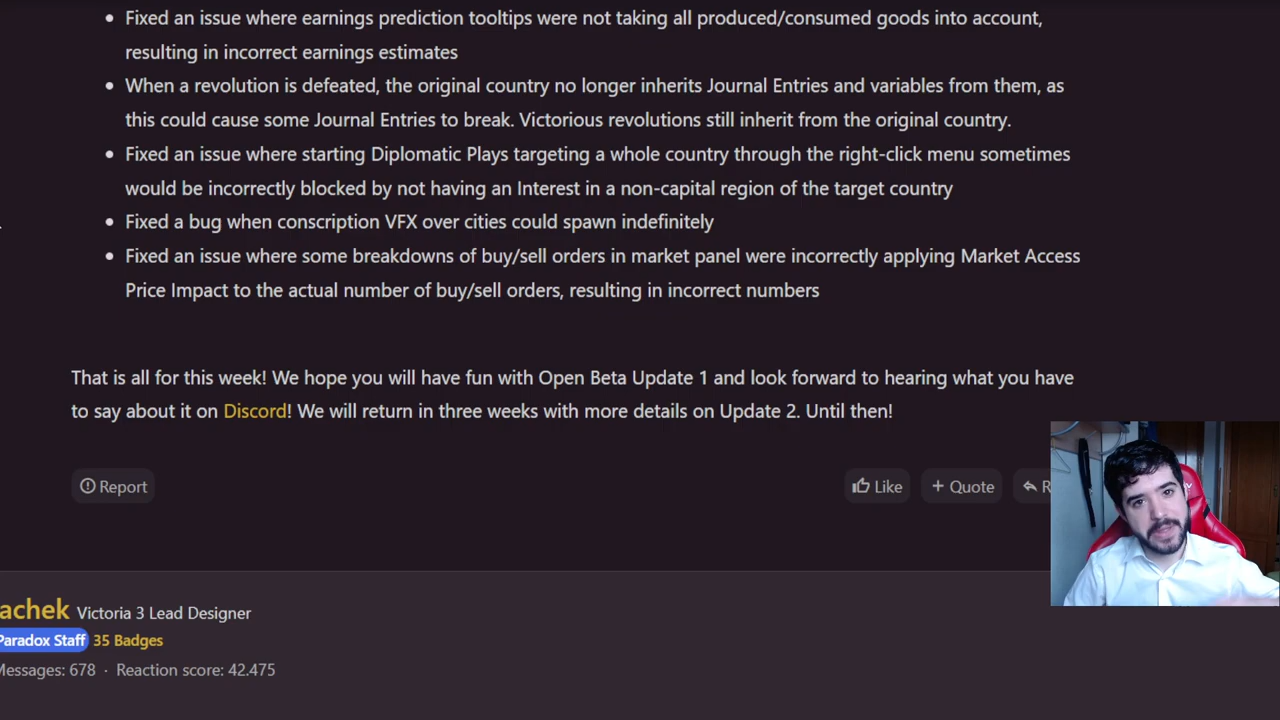 Fixed an issue where earnings prediction tooltips were not taking all produced/consumed goods into account,
resulting in incorrect earnings estimates
When a revolution is defeated, the original country no longer inherits Journal Entries and variables from them, as
this could cause some Journal Entries to break. Victorious revolutions still inherit from the original country.
Fixed an issue where starting Diplomatic Plays targeting a whole country through the right-click menu sometimes
would be incorrectly blocked by not having an Interest in a non-capital region of the target country
Fixed a bug when conscription VFX over cities could spawn indefinitely
Fixed an issue where some breakdowns of buy/sell orders in market panel were incorrectly applying Market Access
Price Impact to the actual number of buy/sell orders, resulting in incorrect numbers
That is all for this week! We hope you will have fun with Open Beta Update 1 and look forward to hearing what you have
to say about it on Discord! We will return in three weeks with more details on Update 2. Until then!
Report
Like + Quote R
achek Victoria 3 Lead Designer
Paradox Staff 35 Badges
Messages: 678 · Reaction score: 42.475